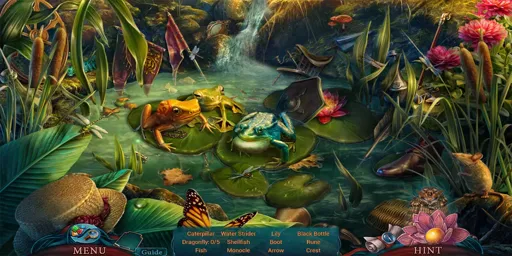 Caterpillar Water Strider Lily Black Bottle
Dragonfly: 0/5 Shellfish Boot Rune
Fish Monocle Arrow Crest
MENU
Guide
HINT